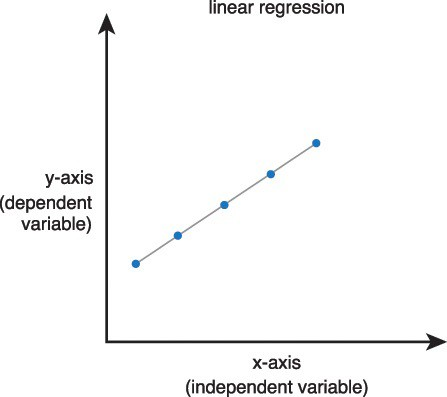 linear regression
y-axis
(dependent
variable)
x-axis
(independent variable)